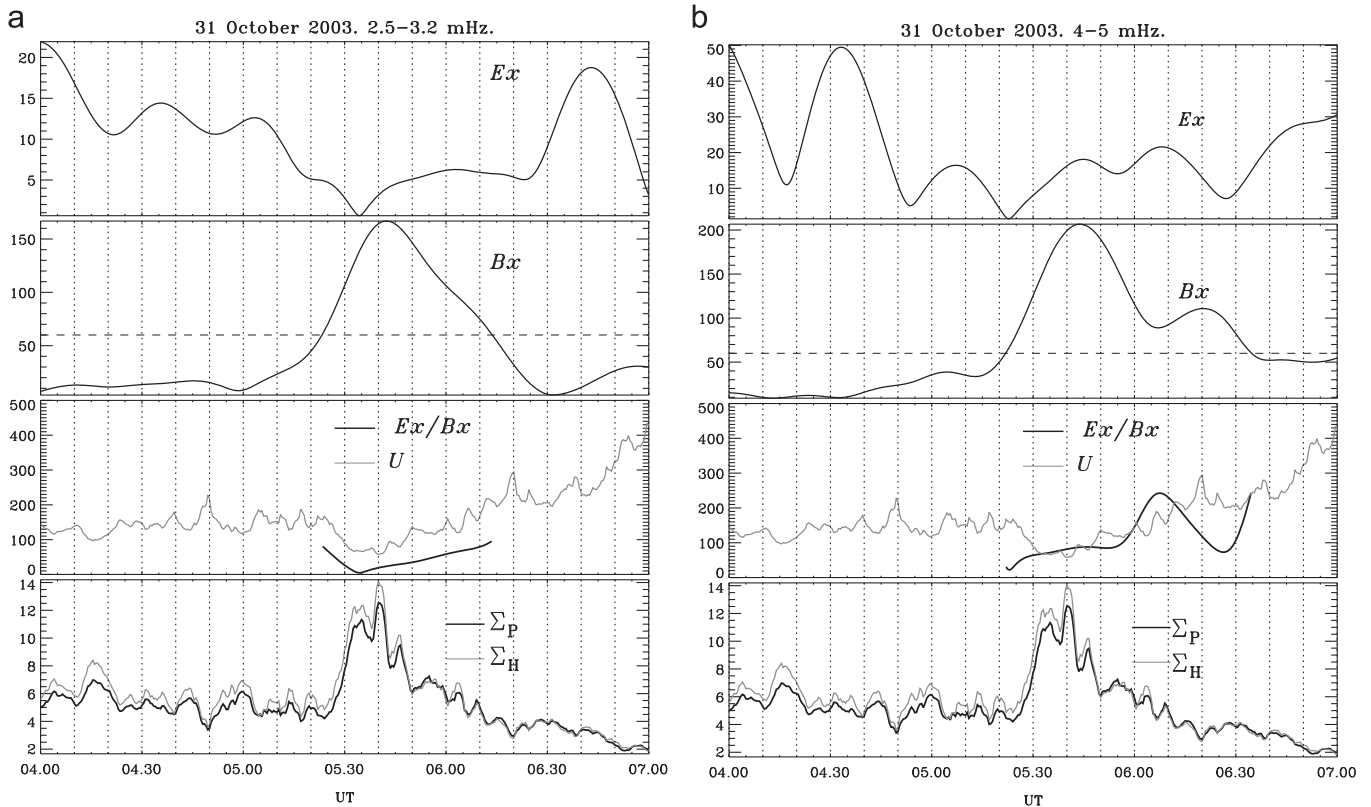 a
31 October 2003. 2.5–3.2 mHz.
20
15
10
5
Ex
150
100
50
Bx
500
400
300
200
100
0
Ex/Bx
U
14
12
10
8
6
4
2
ΣP
ΣH
04.00 04.30 05.00 05.30 06.00 06.30 07.00
UT
b
31 October 2003. 4–5 mHz.
50
40
30
20
10
Ex
200
150
100
50
Bx
500
400
300
200
100
0
Ex/Bx
U
14
12
10
8
6
4
2
ΣP
ΣH
04.00 04:30 05.00 05:30 06.00 06:30 07.00
UT